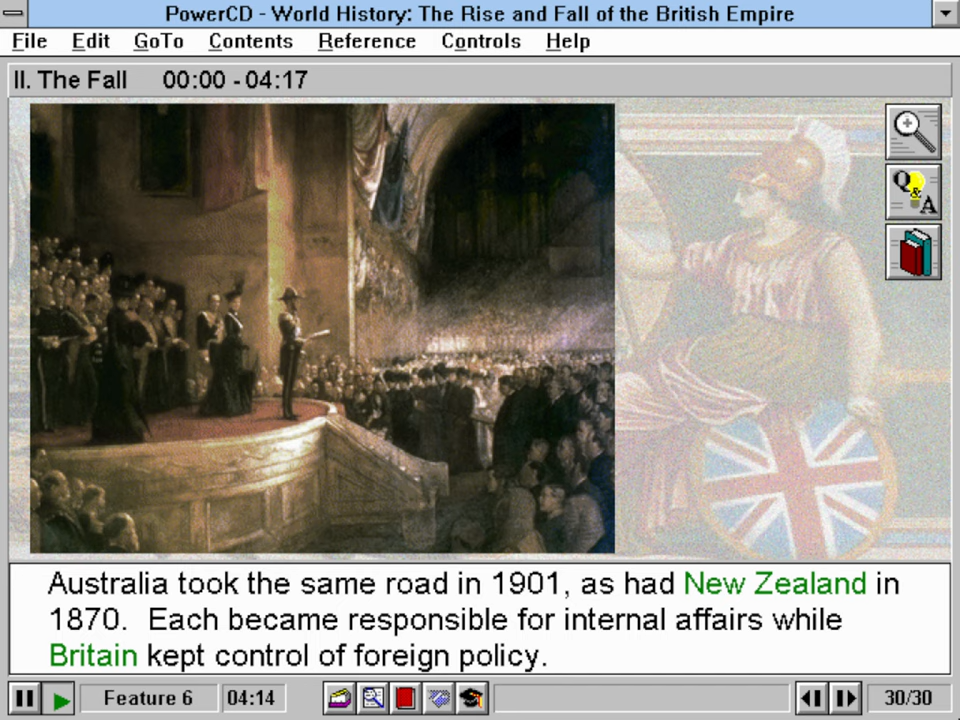 PowerCD - World History: The Rise and Fall of the British Empire
File Edit GoTo Contents Reference Controls Help
II. The Fall 00:00 - 04:17
Q & A
Australia took the same road in 1901, as had New Zealand in
1870. Each became responsible for internal affairs while
Britain kept control of foreign policy.
Feature 6 04:14 30/30